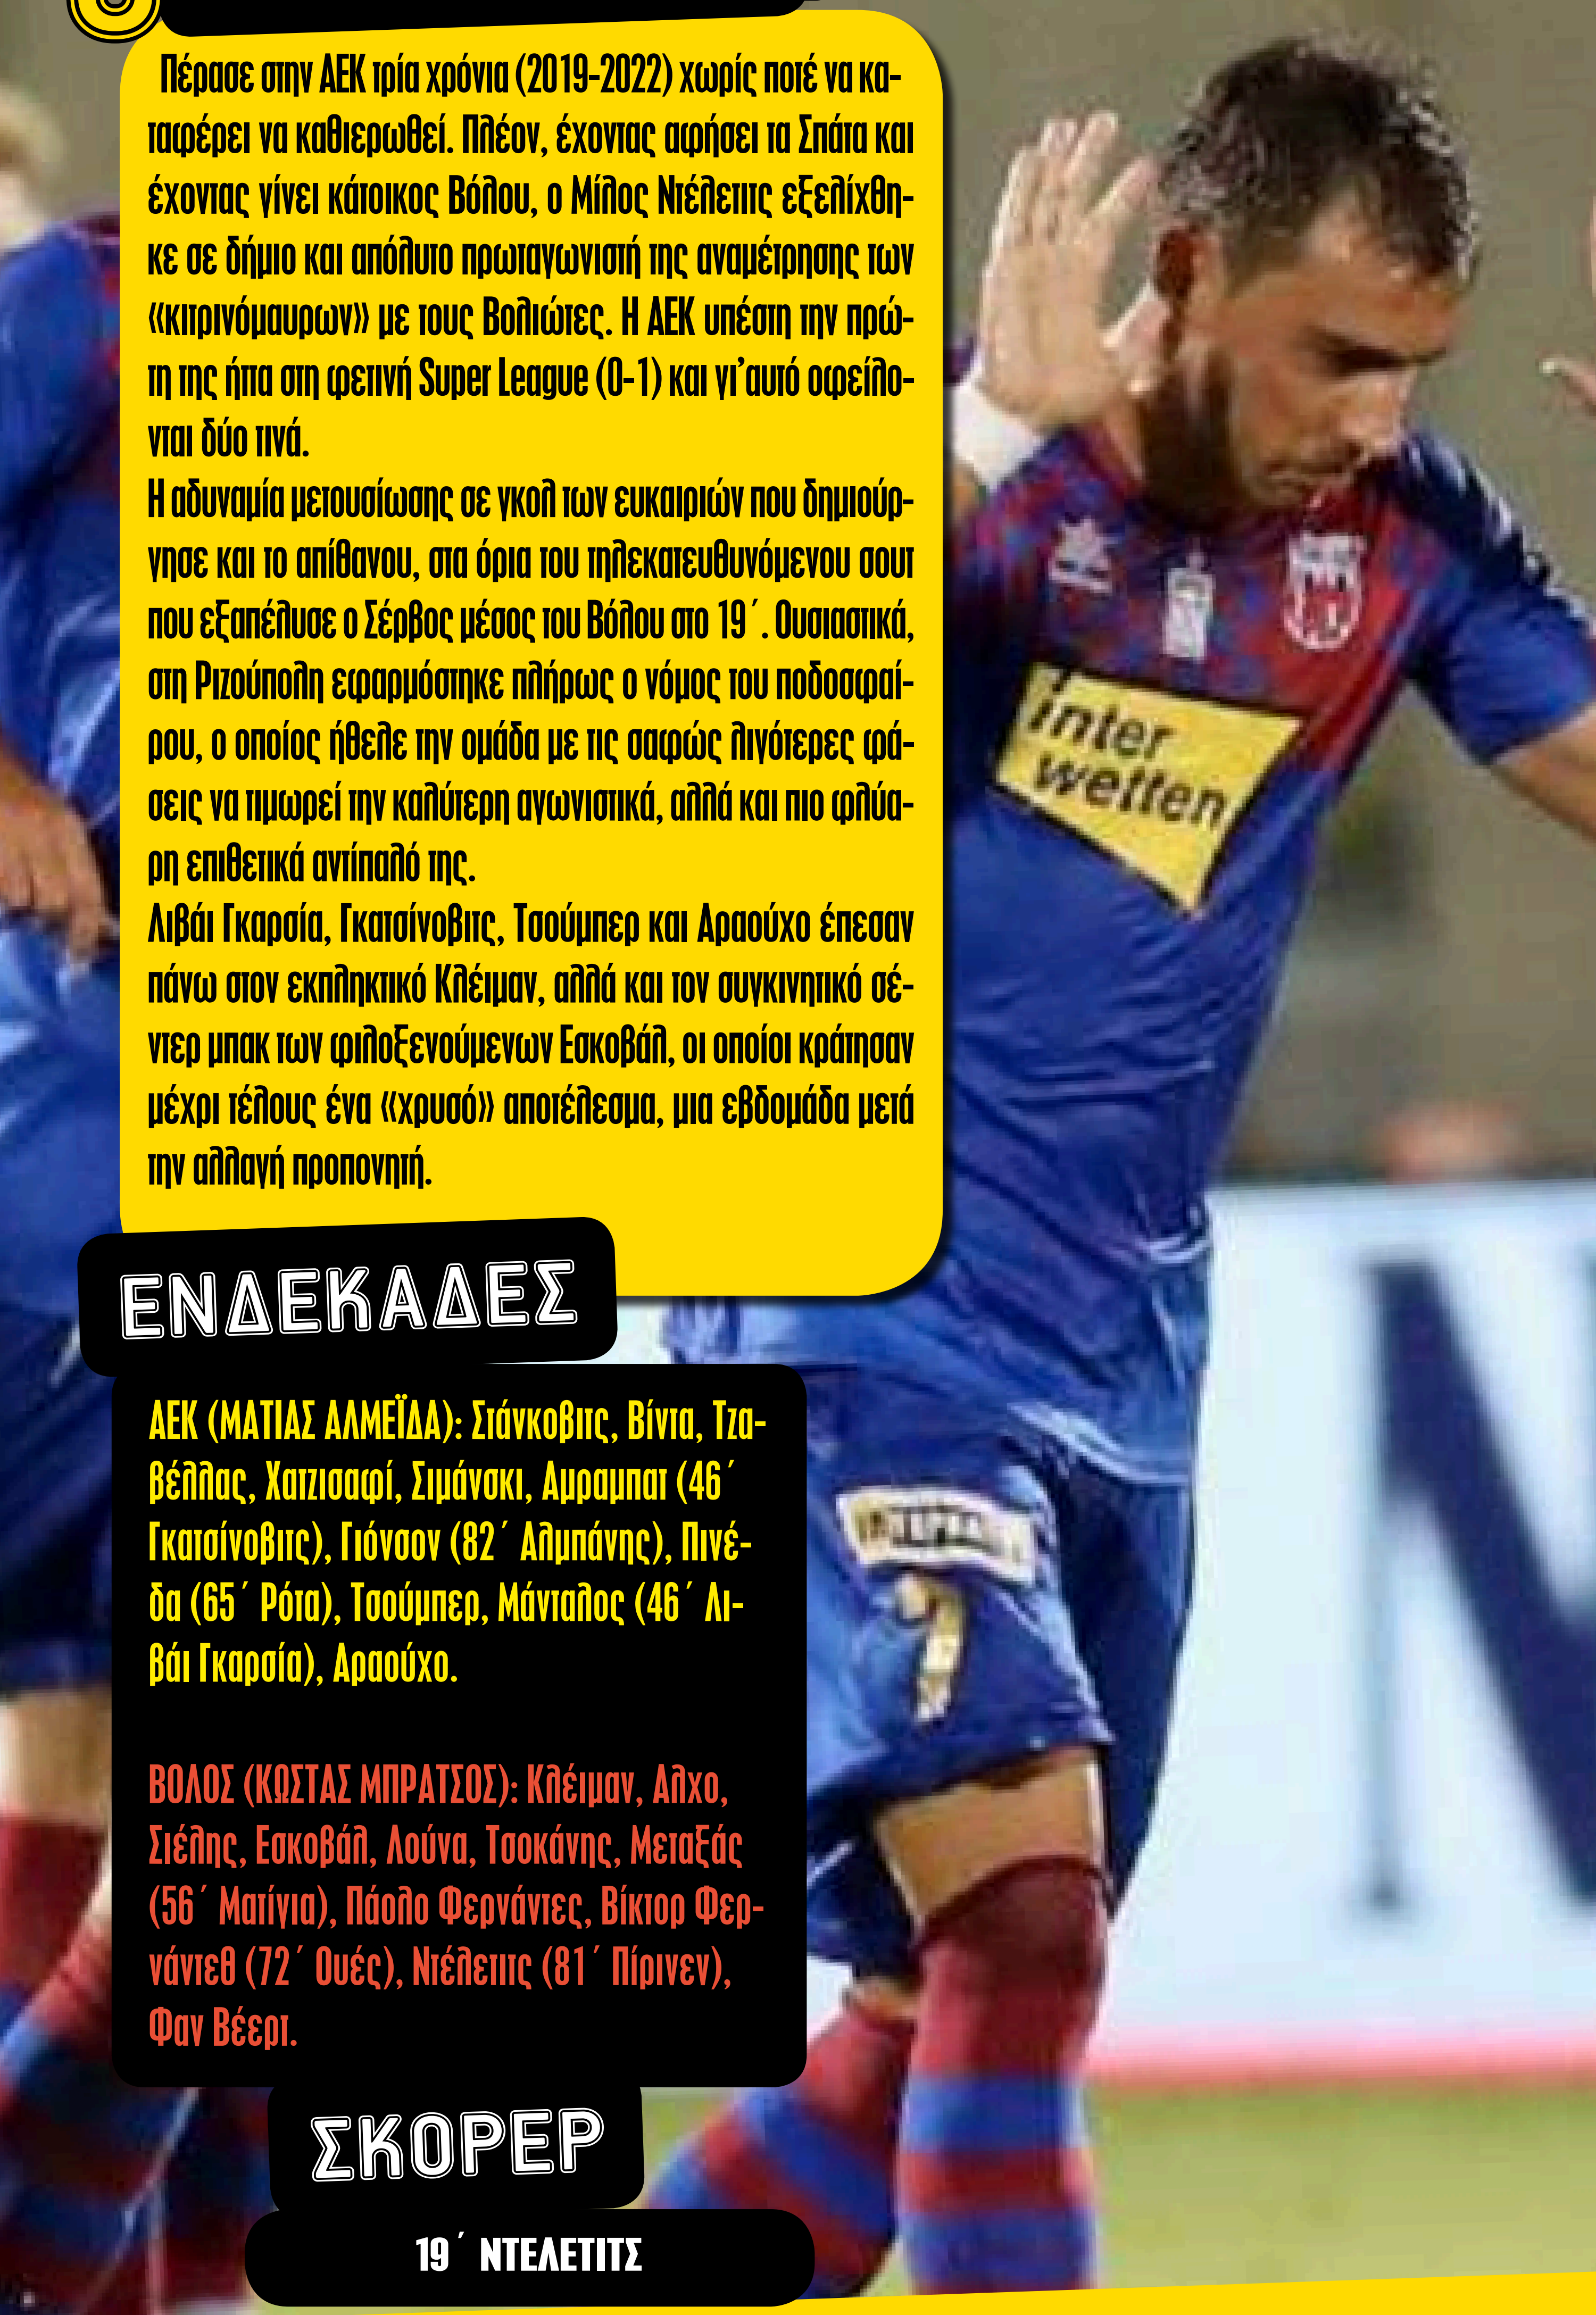 Πέρασε στην ΑΕΚ τρία χρόνια (2019-2022) χωρίς ποτέ να κα-
ταφέρει να καθιερωθεί. Πλέον, έχοντας αφήσει τα Σπάτα και
έχοντας γίνει κάτοικος Βόλου, ο Μίλος Ντέλετιτς εξελίχθη-
κε σε δήμιο και απόλυτο πρωταγωνιστή της αναμέτρησης των
«κιτρινόμαυρων» με τους Βολιώτες. Η ΑΕΚ υπέστη την πρώ-
τη της ήττα στη φετινή Super League (0-1) και γι'αυτό οφείλο-
νται δύο τινά.
Η αδυναμία μετουσίωσης σε γκολ των ευκαιριών που δημιούρ-
γησε και το απίθανου, στα όρια του τηλεκατευθυνόμενου σουτ
που εξαπέλυσε ο Σέρβος μέσος του Βόλου στο 19΄. Ουσιαστικά,
στη Ριζούπολη εφαρμόστηκε πλήρως ο νόμος του ποδοσφαί-
ρου, ο οποίος ήθελε την ομάδα με τις σαφώς λιγότερες φά-
σεις να τιμωρεί την καλύτερη αγωνιστικά, αλλά και πιο φλύα-
ρη επιθετικά αντίπαλό της.
Λιβάι Γκαρσία, Γκατσίνοβιτς, Τσούμπερ και Αραούχο έπεσαν
πάνω στον εκπληκτικό Κλέιμαν, αλλά και τον συγκινητικό σέ-
ντερ μπακ των φιλοξενούμενων Εσκοβάλ, οι οποίοι κράτησαν
μέχρι τέλους ένα «χρυσό» αποτέλεσμα, μια εβδομάδα μετά
την αλλαγή προπονητή.
ΕΝΔΕΚΑΔΕΣ
ΑΕΚ (ΜΑΤΙΑΣ ΑΛΜΕΪΔΑ): Στάνκοβιτς, Βίντα, Τζα-
βέλλας, Χατζισαφί, Σιμάνσκι, Αμραμπατ (46΄
Γκατσίνοβιτς), Γιόνσον (82΄ Αλμπάνης), Πινέ-
δα (65΄ Ρότα), Τσούμπερ, Μάνταλος (46΄ Λι-
βάι Γκαρσία), Αραούχο.
ΒΟΛΟΣ (ΚΩΣΤΑΣ ΜΠΡΑΤΣΟΣ): Κλέιμαν, Αλχο,
Σιέλης, Εσκοβάλ, Λούνα, Τσοκάνης, Μεταξάς
(56΄ Ματίγια), Πάολο Φερνάντες, Βίκτορ Φερ-
νάντεθ (72΄ Ουές), Ντέλετιτς (81΄ Πίρινεν),
Φαν Βέερτ.
ΣΚΟΡΕΡ
19΄ ΝΤΕΛΕΤΙΤΣ
inter
wetten
7